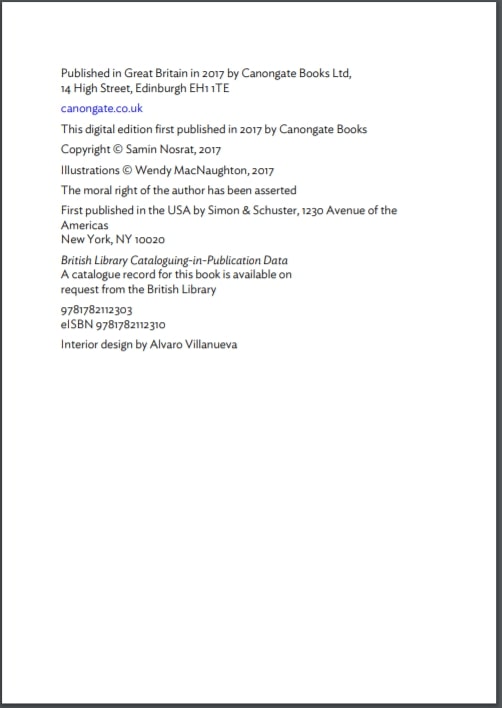 Published in Great Britain in 2017 by Canongate Books Ltd,
14 High Street, Edinburgh EH1 1TE
canongate.co.uk
This digital edition first published in 2017 by Canongate Books
Copyright © Samin Nosrat, 2017
Illustrations © Wendy MacNaughton, 2017
The moral right of the author has been asserted
First published in the USA by Simon & Schuster, 1230 Avenue of the
Americas
New York, NY 10020
British Library Cataloguing-in-Publication Data
A catalogue record for this book is available on
request from the British Library
9781782112303
eISBN 9781782112310
Interior design by Alvaro Villanueva